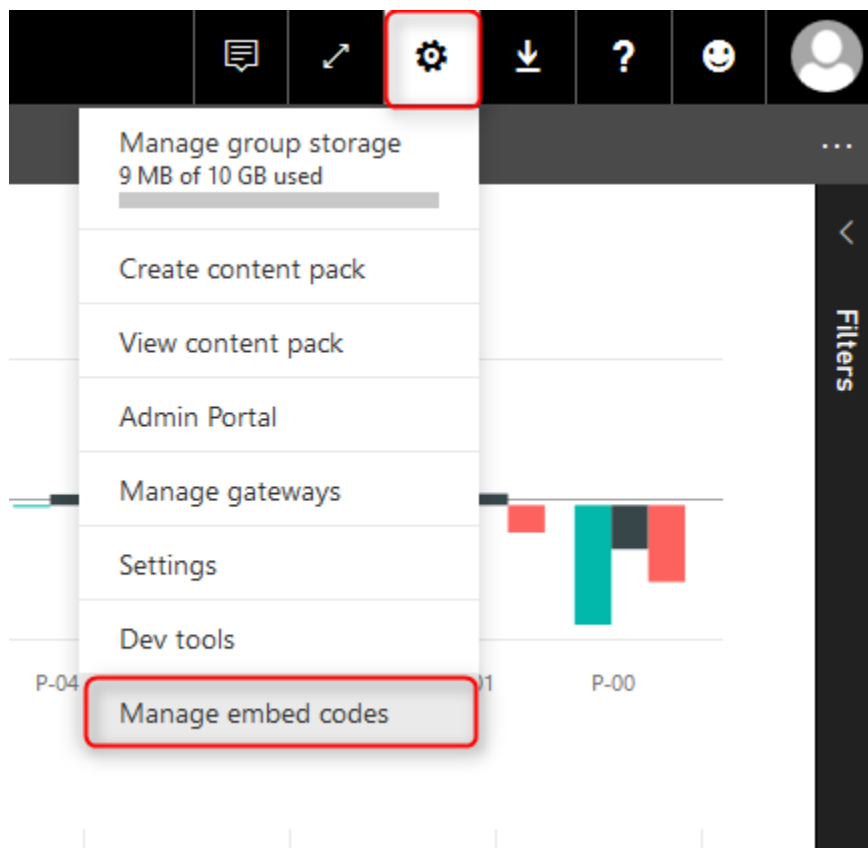 ?
...
Manage group storage
9 MB of 10 GB used
Create content pack
View content pack
Admin Portal
Manage gateways
Settings
Dev tools
Manage embed codes
Filters
P-04
P-00